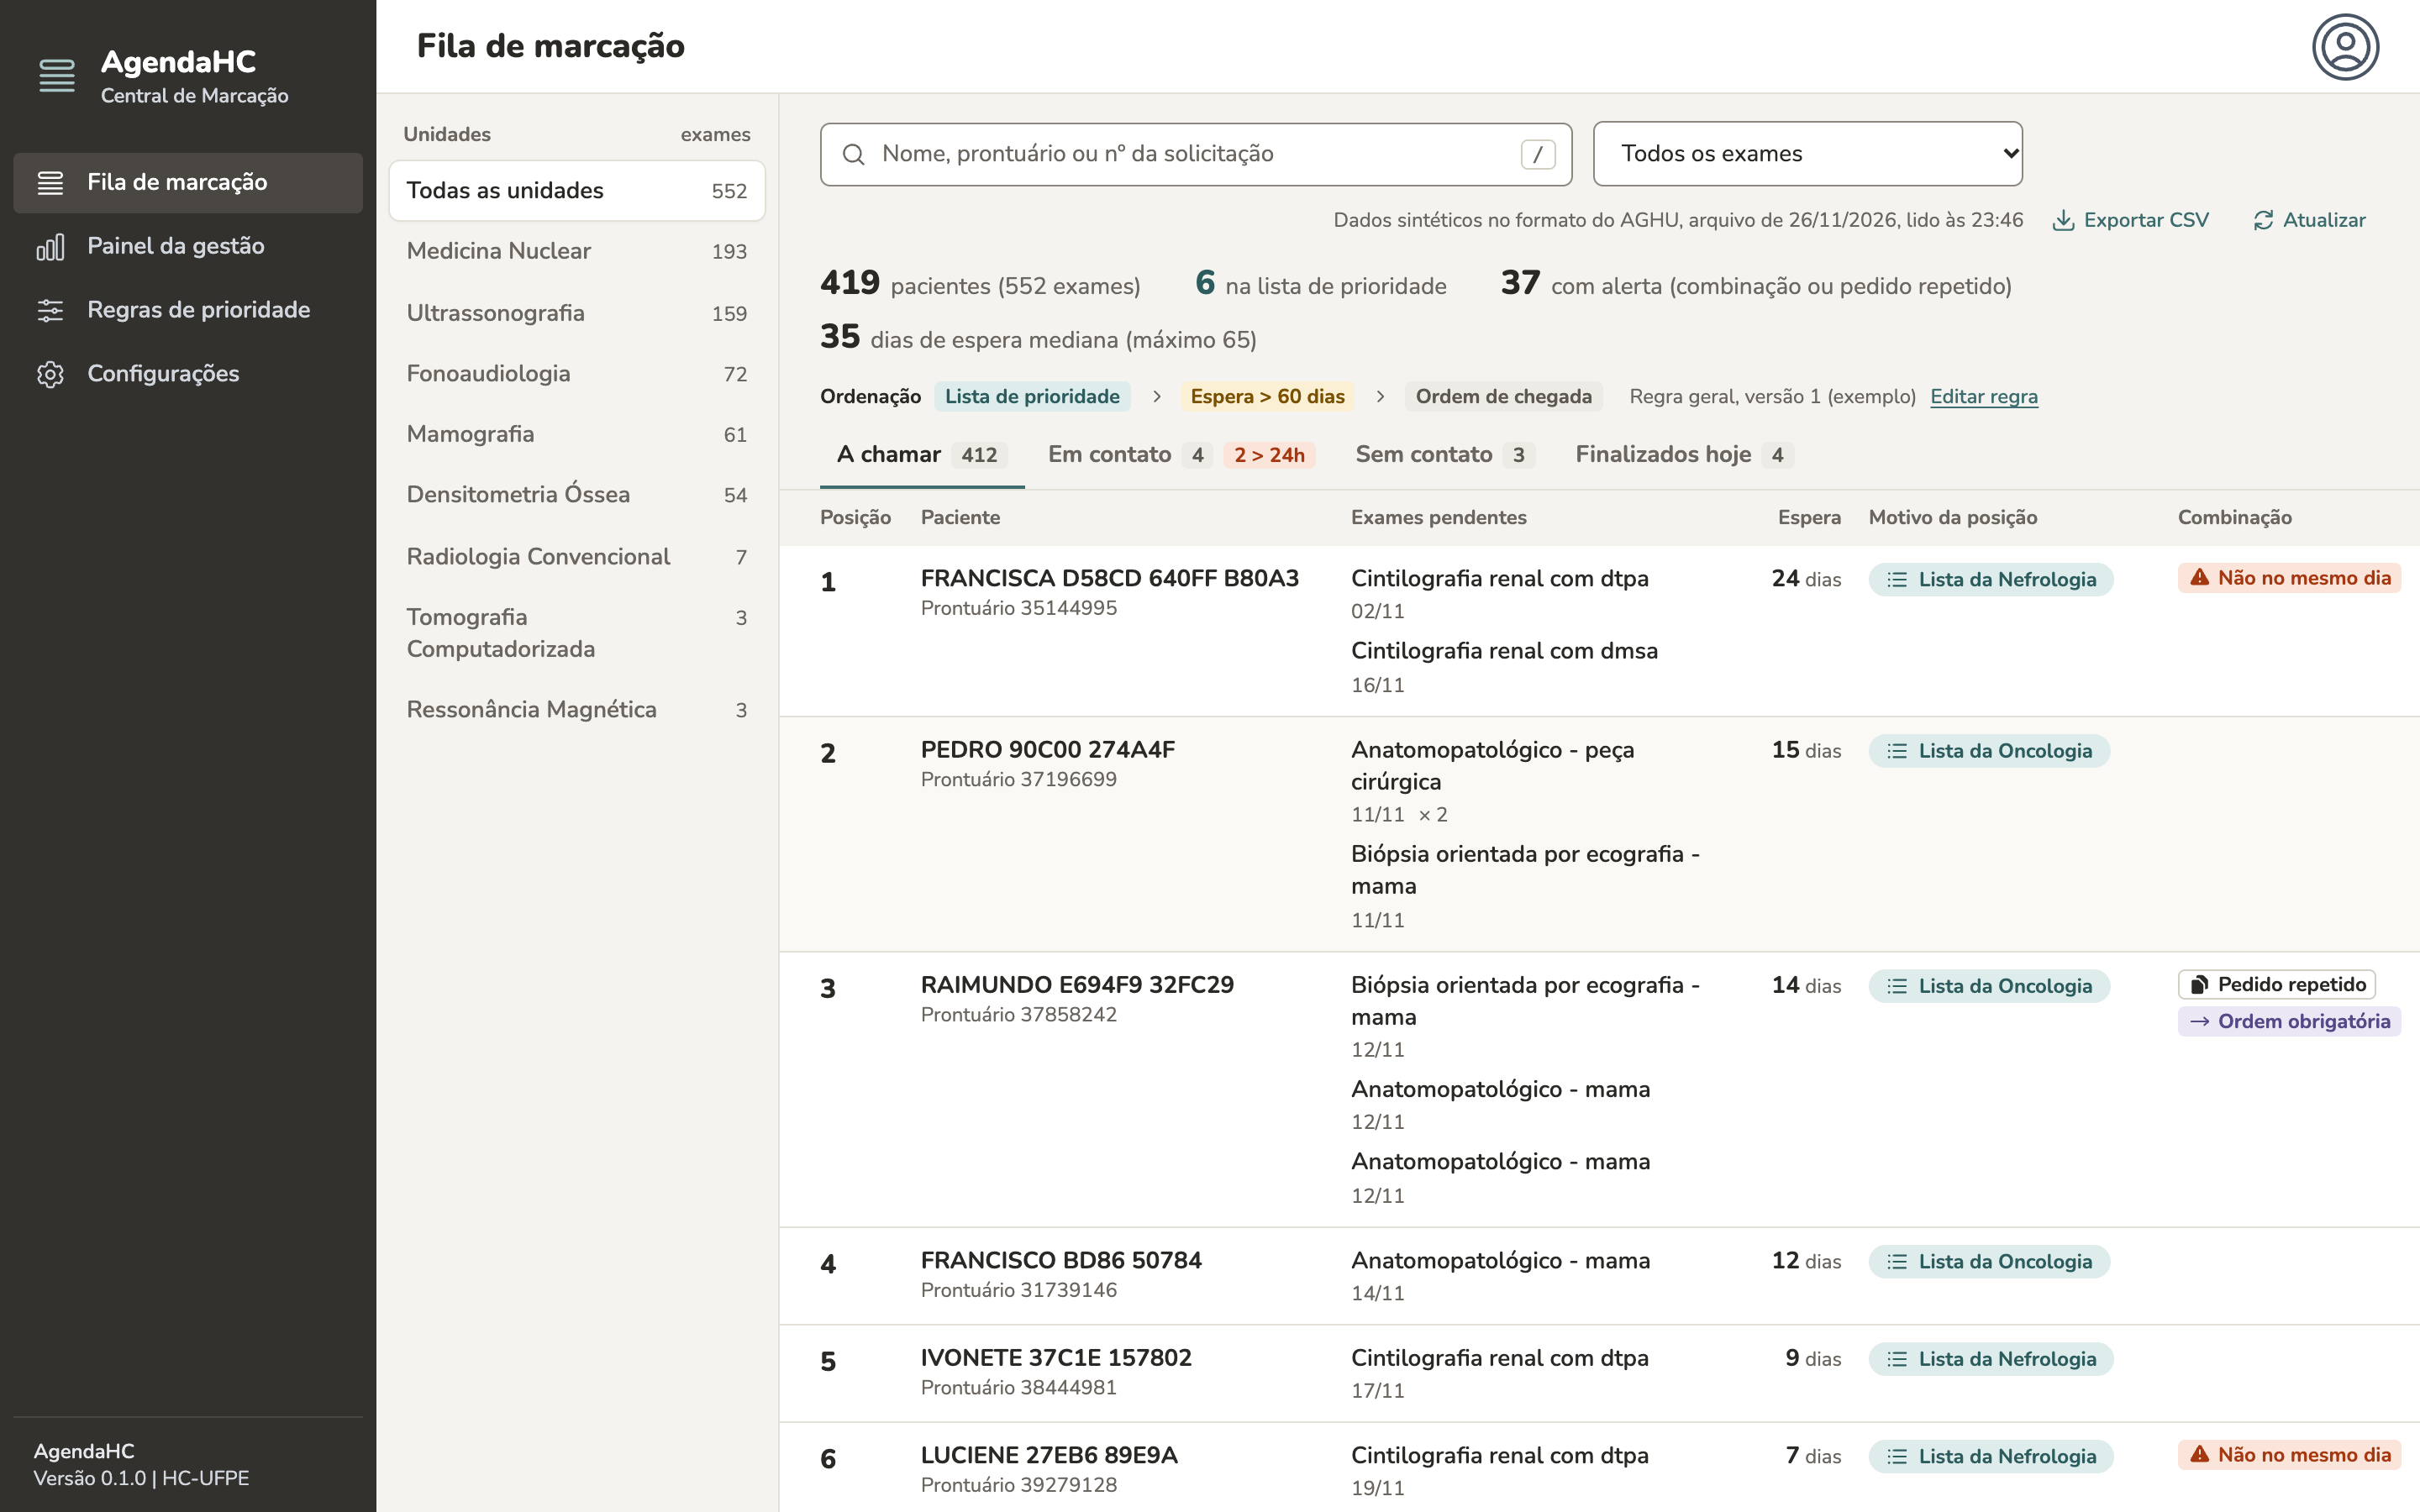 AgendaHC
Central de Marcação
Fila de marcação
Painel da gestão
Regras de prioridade
Configurações
AgendaHC
Versão 0.1.0 | HC-UFPE
Fila de marcação
Unidades exames
Todas as unidades 552
Medicina Nuclear 193
Ultrassonografia 159
Fonoaudiologia 72
Mamografia 61
Densitometria Óssea 54
Radiologia Convencional 7
Tomografia 3
Computadorizada
Ressonância Magnética 3
Nome, prontuário ou nº da solicitação / Todos os exames
Dados sintéticos no formato do AGHU, arquivo de 26/11/2026, lido às 23:46 Exportar CSV Atualizar
419 pacientes (552 exames) 6 na lista de prioridade 37 com alerta (combinação ou pedido repetido)
35 dias de espera mediana (máximo 65)
Ordenação Lista de prioridade > Espera > 60 dias > Ordem de chegada Regra geral, versão 1 (exemplo) Editar regra
A chamar 412 Em contato 4 2 > 24h Sem contato 3 Finalizados hoje 4
Posição Paciente Exames pendentes Espera Motivo da posição Combinação
1 FRANCISCA D58CD 640FF B80A3 Cintilografia renal com dtpa 24 dias Lista da Nefrologia Não no mesmo dia
Prontuário 35144995 02/11
Cintilografia renal com dmsa
16/11
2 PEDRO 90C00 274A4F Anatomopatológico - peça 15 dias Lista da Oncologia
Prontuário 37196699 cirúrgica
11/11 × 2
Biópsia orientada por ecografia -
mama
11/11
3 RAIMUNDO E694F9 32FC29 Biópsia orientada por ecografia - 14 dias Lista da Oncologia Pedido repetido
Prontuário 37858242 mama → Ordem obrigatória
12/11
Anatomopatológico - mama
12/11
Anatomopatológico - mama
12/11
4 FRANCISCO BD86 50784 Anatomopatológico - mama 12 dias Lista da Oncologia
Prontuário 31739146 14/11
5 IVONETE 37C1E 157802 Cintilografia renal com dtpa 9 dias Lista da Nefrologia
Prontuário 38444981 17/11
6 LUCIENE 27EB6 89E9A Cintilografia renal com dtpa 7 dias Lista da Nefrologia Não no mesmo dia
Prontuário 39279128 19/11